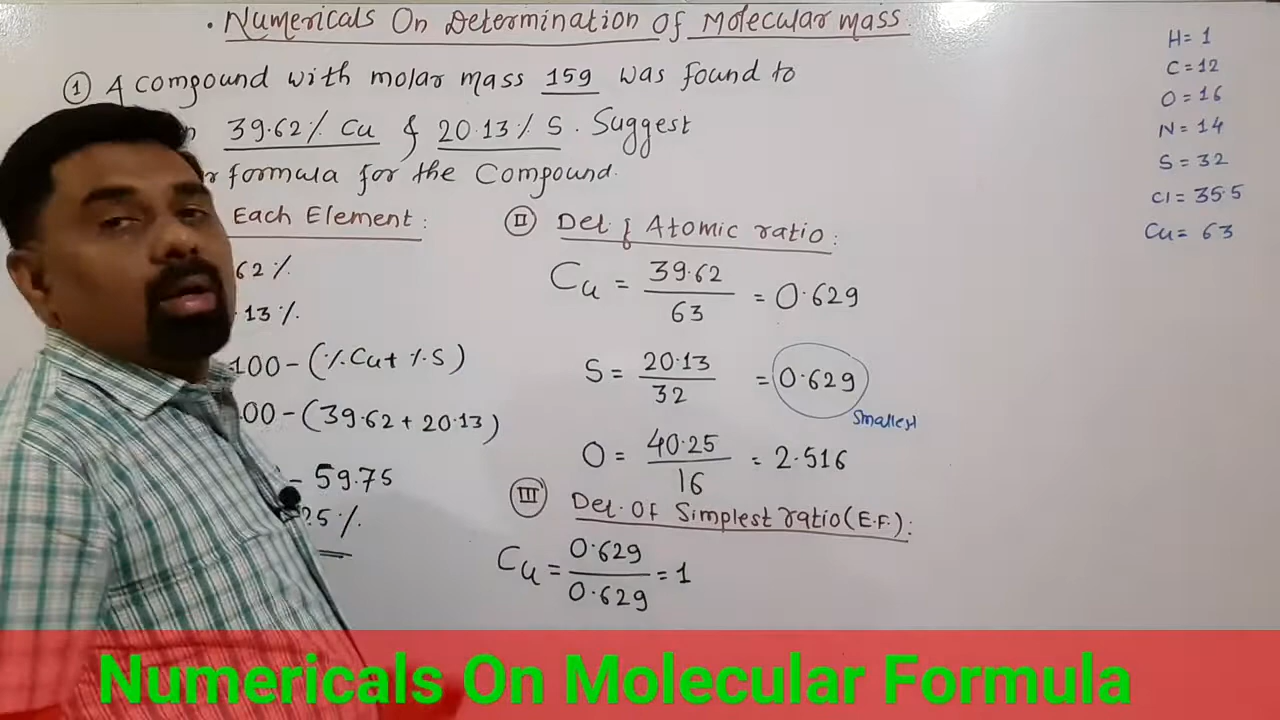 • Numericals On Determination Of Molecular mass.
① A compound with molar mass 159 was found to
39.62% Cu & 20.13% S. Suggest
formula for the Compound.
Each Element:
62%
.13%
100-(%Cu+%S)
00-(39.62+20.13)
- 59.75
25%
Ⅱ Det. of Atomic ratio:
Cu = 39.62/63 = 0.629
S = 20.13/32 = 0.629
Smallest
O = 40.25/16 = 2.516
Ⅲ Det. Of Simplest ratio(E.F.):
Cu = 0.629/0.629 = 1
H = 1
C = 12
O = 16
N = 14
S = 32
Cl = 35.5
Cu = 63
Numericals On Molecular Formula